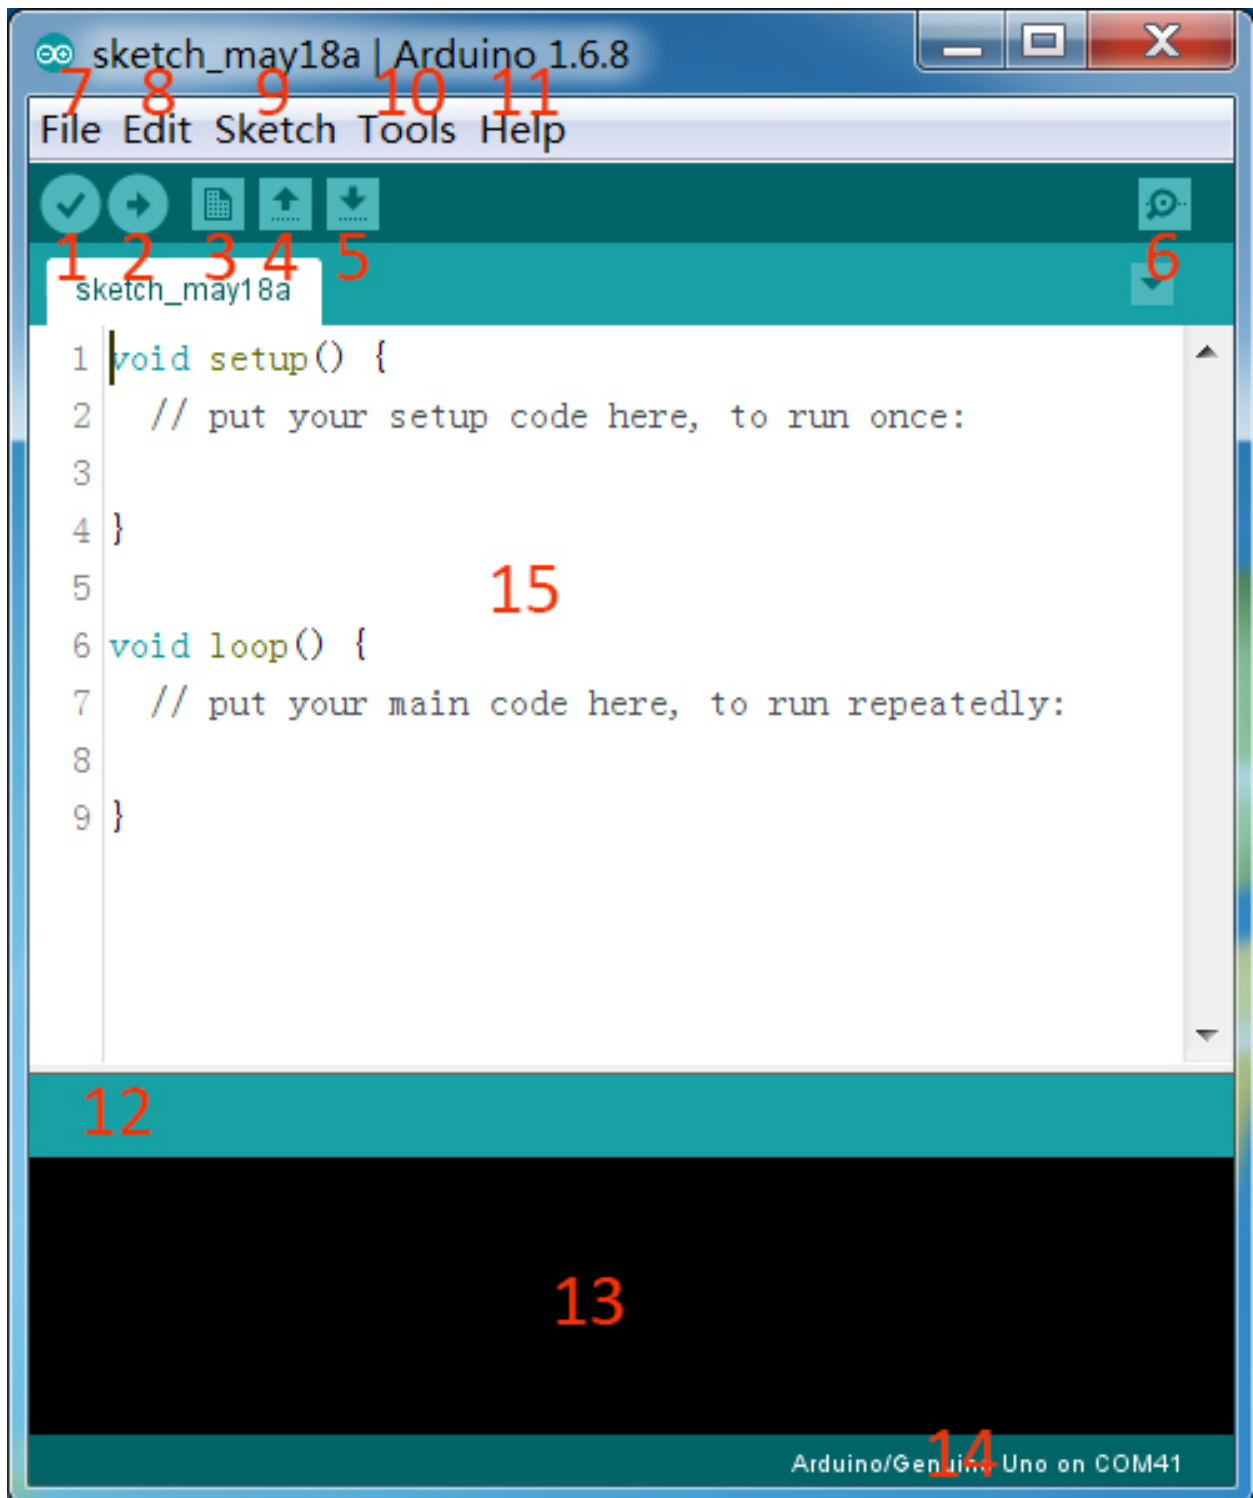 sketch_may18a | Arduino 1.6.8
7 8 9 10 11
File Edit Sketch Tools Help
1 2 3 4 5 6
sketch_may18a
1 void setup() {
2 // put your setup code here, to run once:
3
4 }
5
15
6 void loop() {
7 // put your main code here, to run repeatedly:
8
9 }
12
13
14
Arduino/Genuino Uno on COM41